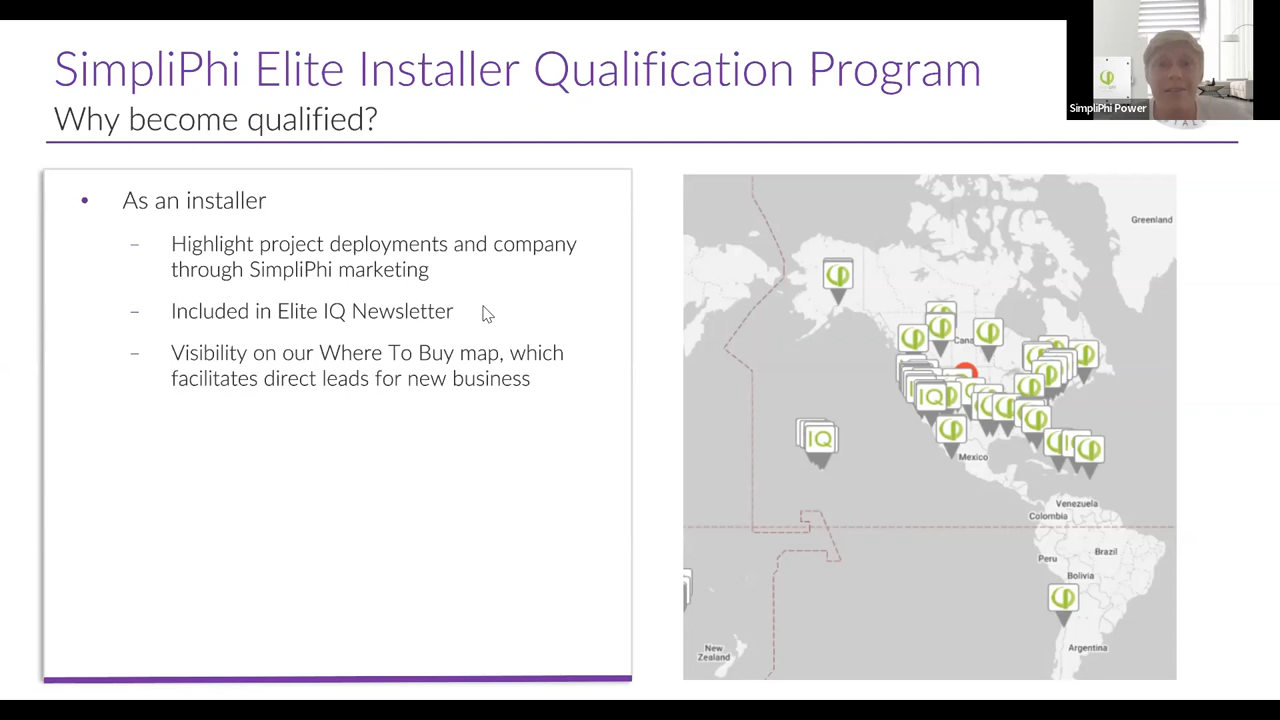 SimpliPhi Elite Installer Qualification Program
Why become qualified?
SimpliPhi Power
• As an installer
– Highlight project deployments and company
through SimpliPhi marketing
– Included in Elite IQ Newsletter
– Visibility on our Where To Buy map, which
facilitates direct leads for new business
Greenland
Cana
IQ
IQ
Mexico
Venezuela
Colombia
Brazil
Peru
Bolivia
Argentina
New
Zealand